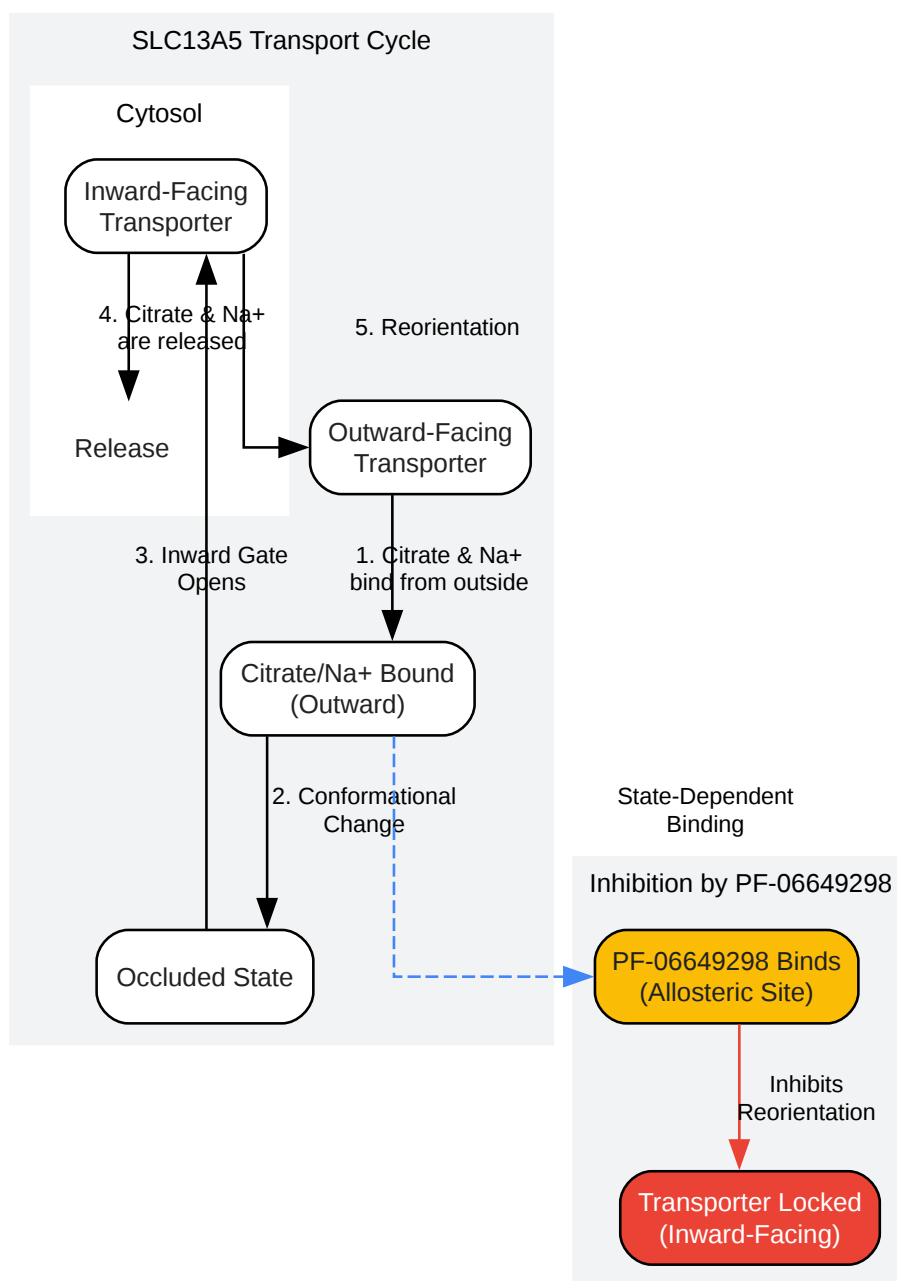 SLC13A5 Transport Cycle
Cytosol
Inward-Facing
Transporter
4. Citrate & Na+
are released
5. Reorientation
Release
Outward-Facing
Transporter
3. Inward Gate
Opens
1. Citrate & Na+
bind from outside
Citrate/Na+ Bound
(Outward)
2. Conformational
Change
State-Dependent
Binding
Inhibition by PF-06649298
Occluded State
PF-06649298 Binds
(Allosteric Site)
Inhibits
Reorientation
Transporter Locked
(Inward-Facing)